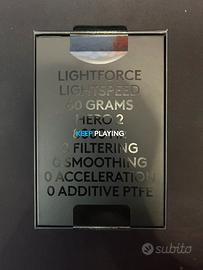 LIGHTFORCE
LIGHTSPEED
60 GRAMS
HERO 2
KEEP PLAYING
0 FILTERING
0 SMOOTHING
0 ACCELERATION
0 ADDITIVE PTFE
subito